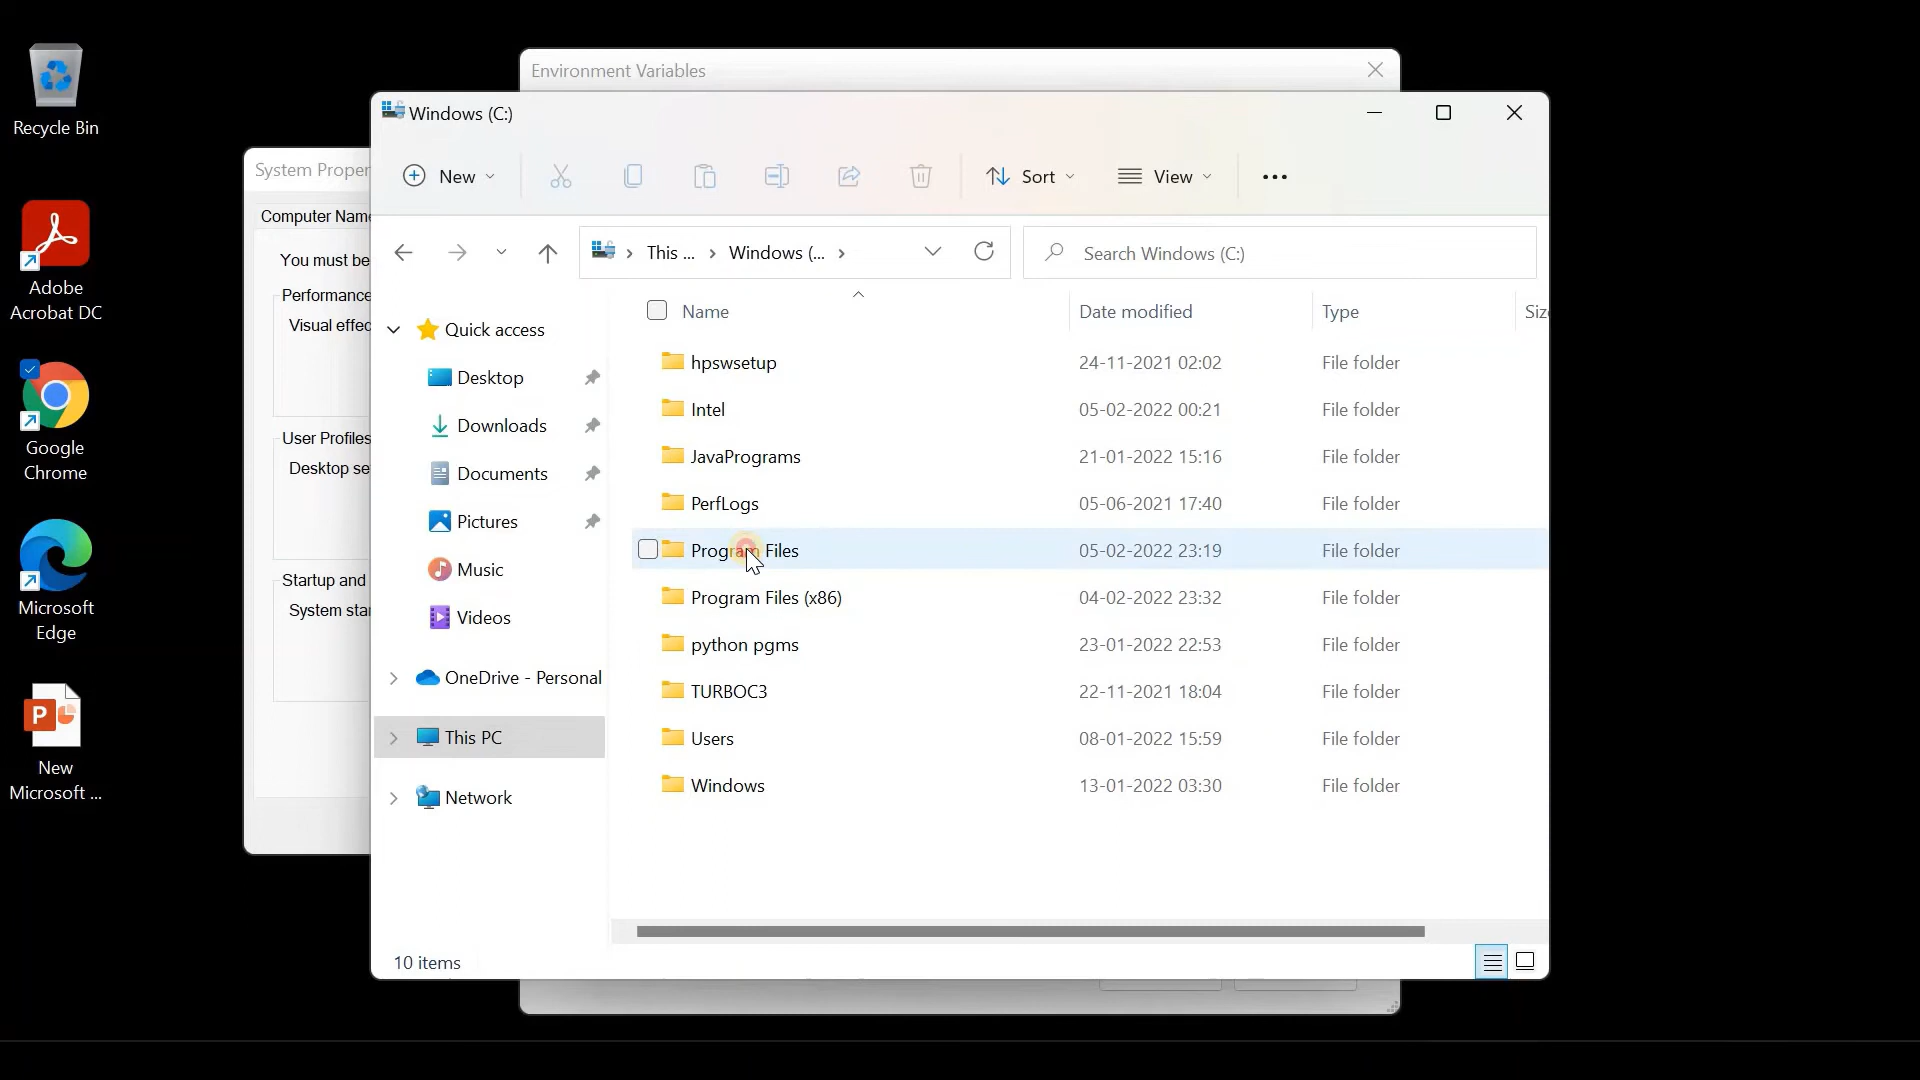 Recycle Bin
Adobe
Acrobat DC
Google
Chrome
Microsoft
Edge
New
Microsoft ...
Environment Variables
System Proper
Computer Name
You must be
Performance
Visual effec
User Profiles
Desktop se
Startup and
System sta
Windows (C:)
New
Sort
View
This ...
Windows (...
Search Windows (C:)
Quick access
Desktop
Downloads
Documents
Pictures
Music
Videos
OneDrive - Personal
This PC
Network
Name Date modified Type Siz
hpswsetup 24-11-2021 02:02 File folder
Intel 05-02-2022 00:21 File folder
JavaPrograms 21-01-2022 15:16 File folder
PerfLogs 05-06-2021 17:40 File folder
Program Files 05-02-2022 23:19 File folder
Program Files (x86) 04-02-2022 23:32 File folder
python pgms 23-01-2022 22:53 File folder
TURBOC3 22-11-2021 18:04 File folder
Users 08-01-2022 15:59 File folder
Windows 13-01-2022 03:30 File folder
10 items